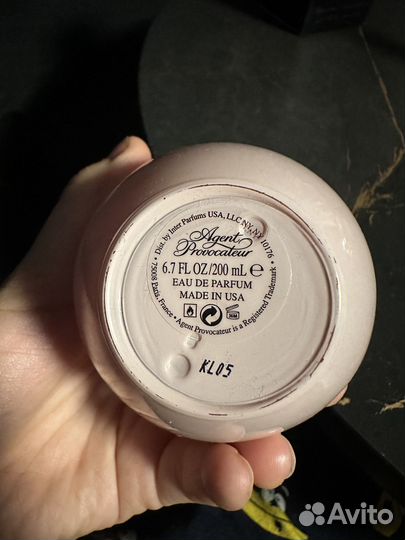 Dist. by Inter Parfums USA, LLC NY, NY 10176 •
75008 Paris, France • Agent Provocateur is a Registered Trademark •
Agent
Provocateur
6.7 FL OZ/200 mL ℮
EAU DE PARFUM
MADE IN USA
36M
KL05
Avito